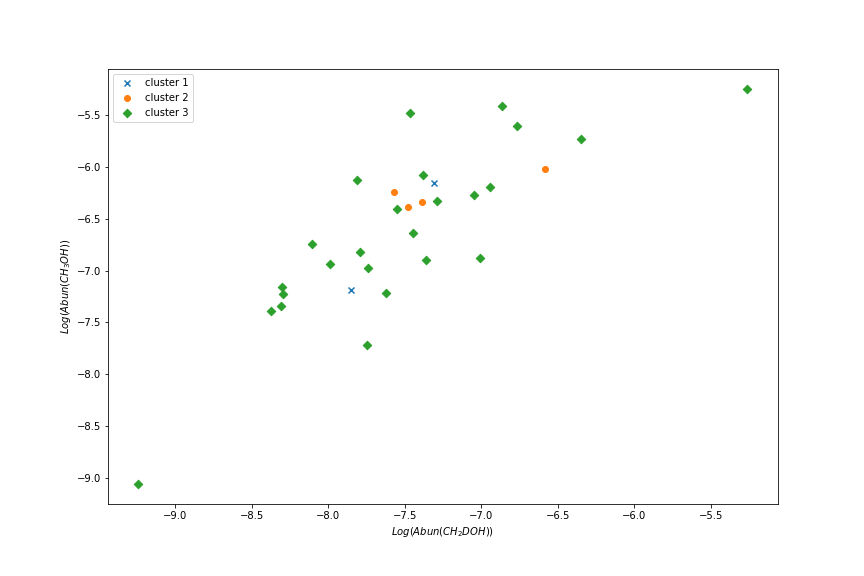 cluster 1
cluster 2
cluster 3
−5.5
−6.0
−6.5
−7.0
−7.5
−8.0
−8.5
−9.0
Log(Abun(CH₃OH))
−9.0 −8.5 −8.0 −7.5 −7.0 −6.5 −6.0 −5.5
Log(Abun(CH₂DOH))